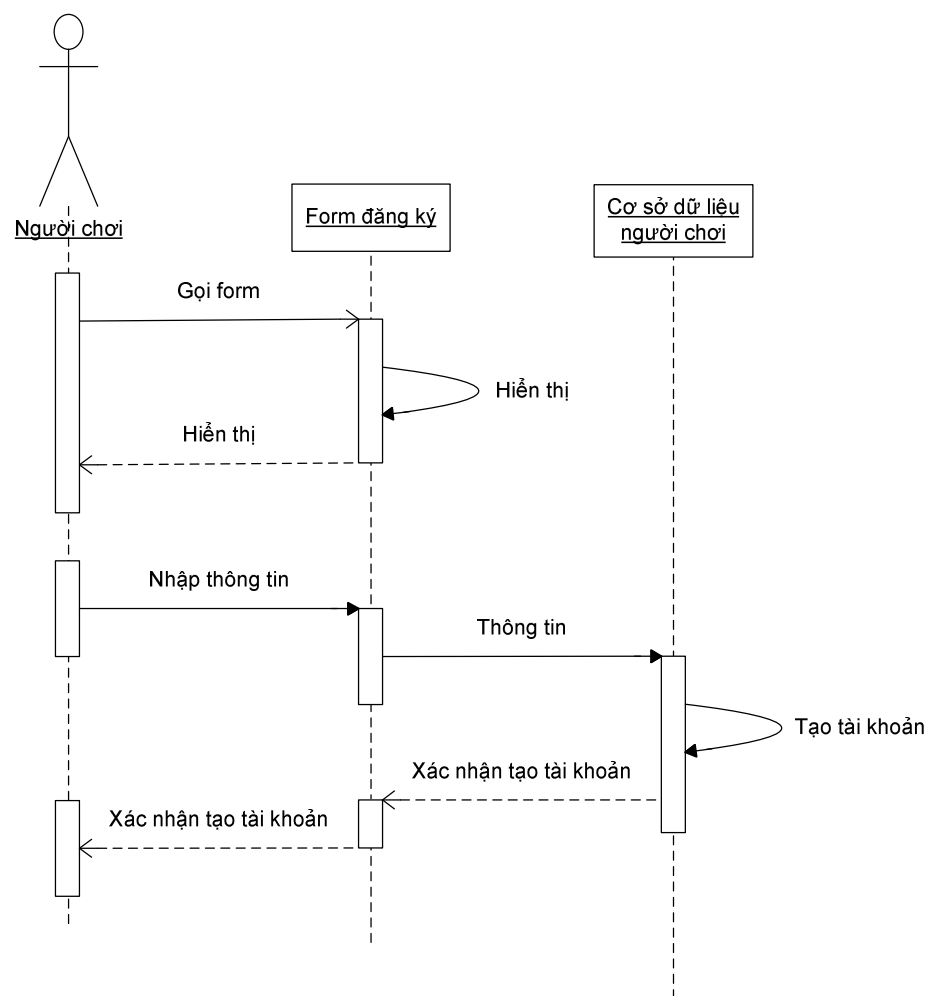 Người chơi
Form đăng ký
Cơ sở dữ liệu
người chơi
Gọi form
Hiển thị
Hiển thị
Nhập thông tin
Thông tin
Tạo tài khoản
Xác nhận tạo tài khoản
Xác nhận tạo tài khoản